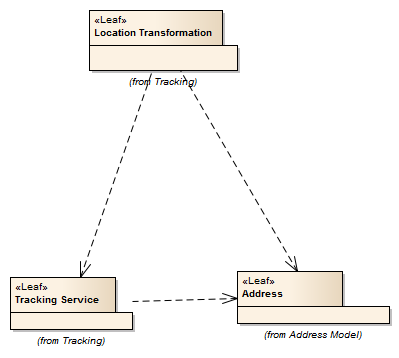 «Leaf»
Location Transformation
(from Tracking)
«Leaf»
Tracking Service
(from Tracking)
«Leaf»
Address
(from Address Model)